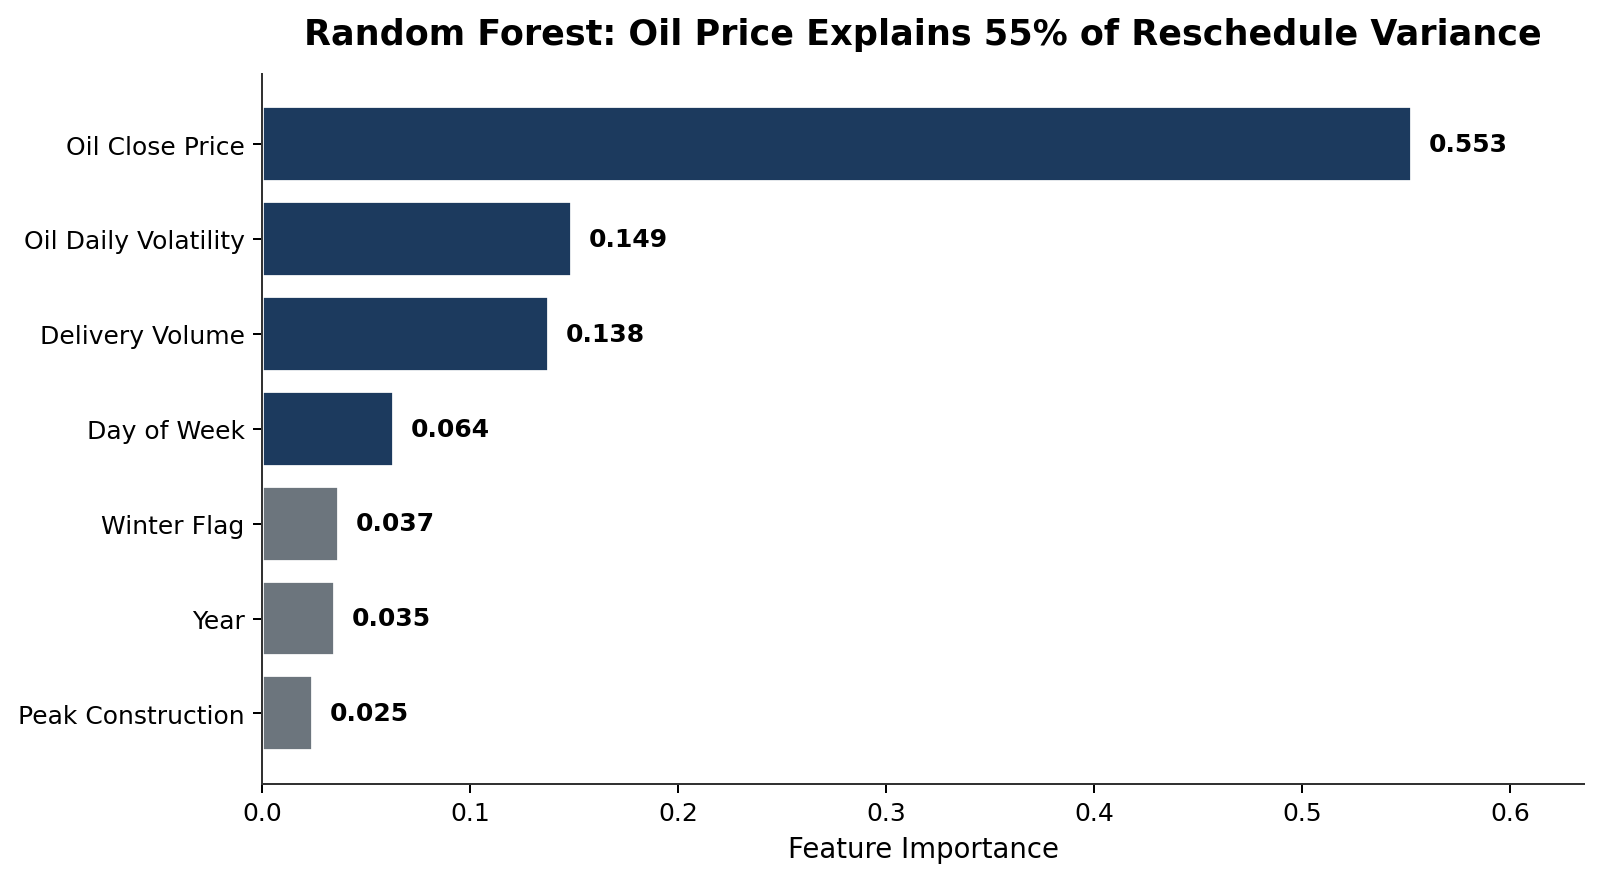 Random Forest: Oil Price Explains 55% of Reschedule Variance
Oil Close Price 0.553
Oil Daily Volatility 0.149
Delivery Volume 0.138
Day of Week 0.064
Winter Flag 0.037
Year 0.035
Peak Construction 0.025
0.0 0.1 0.2 0.3 0.4 0.5 0.6
Feature Importance